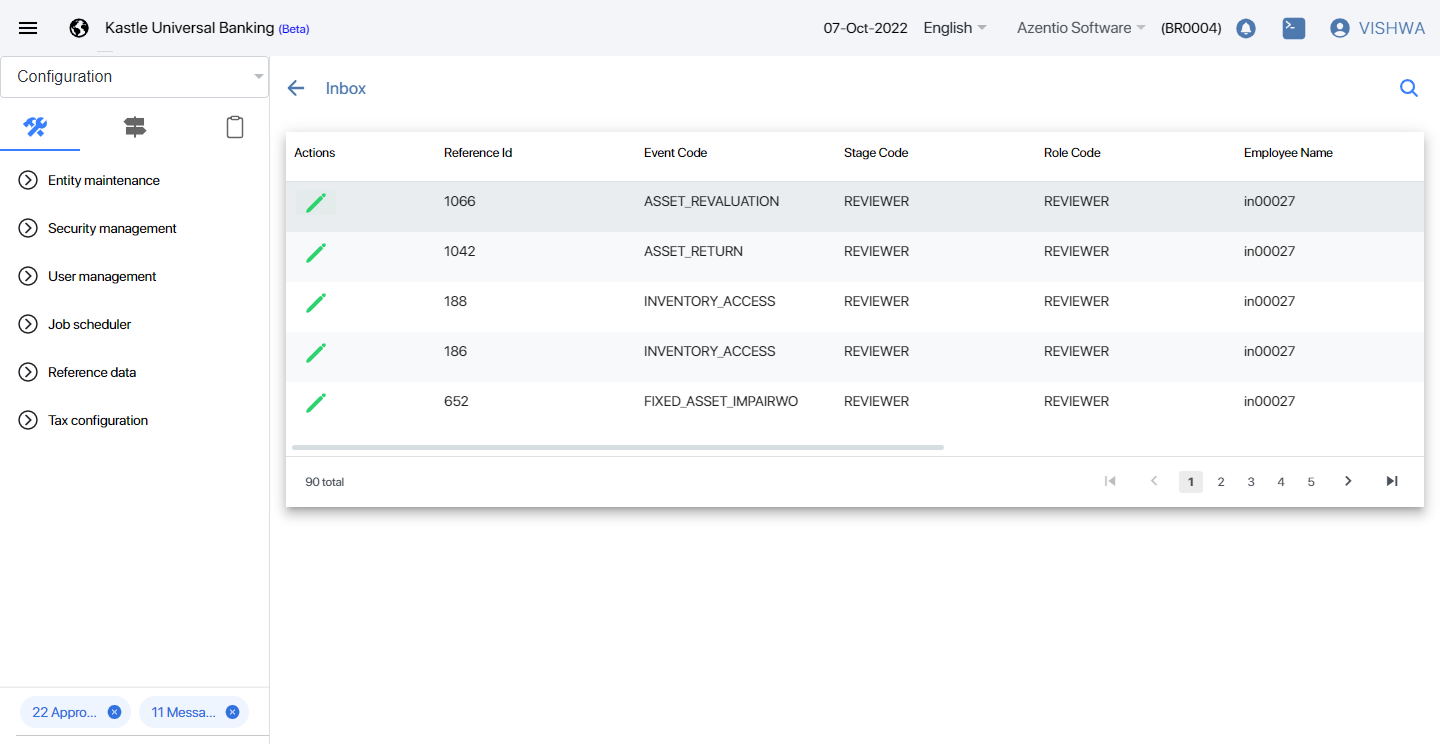 Kastle Universal Banking (Beta) 07-Oct-2022 English Azentio Software (BR0004) VISHWA
Configuration
Entity maintenance
Security management
User management
Job scheduler
Reference data
Tax configuration
22 Appro... 11 Messa...
Inbox
Actions Reference Id Event Code Stage Code Role Code Employee Name
1066 ASSET_REVALUATION REVIEWER REVIEWER in00027
1042 ASSET_RETURN REVIEWER REVIEWER in00027
188 INVENTORY_ACCESS REVIEWER REVIEWER in00027
186 INVENTORY_ACCESS REVIEWER REVIEWER in00027
652 FIXED_ASSET_IMPAIRWO REVIEWER REVIEWER in00027
90 total 1 2 3 4 5